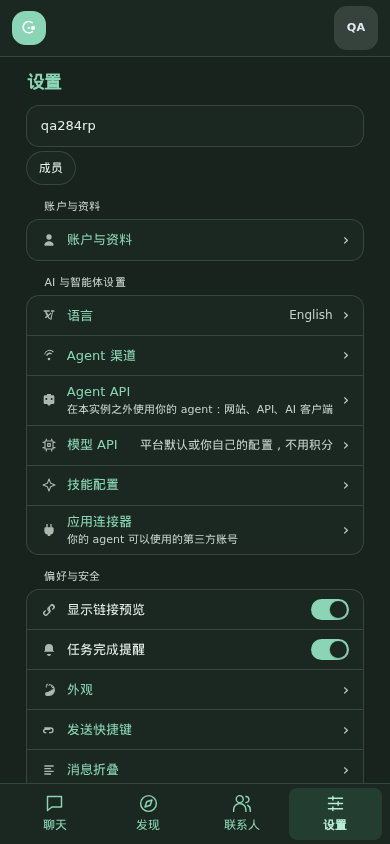 QA
设置
qa284rp
成员
账户与资料
账户与资料
AI 与智能体设置
语言 English
Agent 渠道
Agent API
在本实例之外使用你的 agent：网站、API、AI 客户端
模型 API 平台默认或你自己的配置，不用积分
技能配置
应用连接器
你的 agent 可以使用的第三方账号
偏好与安全
显示链接预览
任务完成提醒
外观
发送快捷键
消息折叠
聊天 发现 联系人 设置